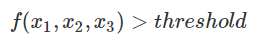 f(x₁, x₂, x₃) > threshold